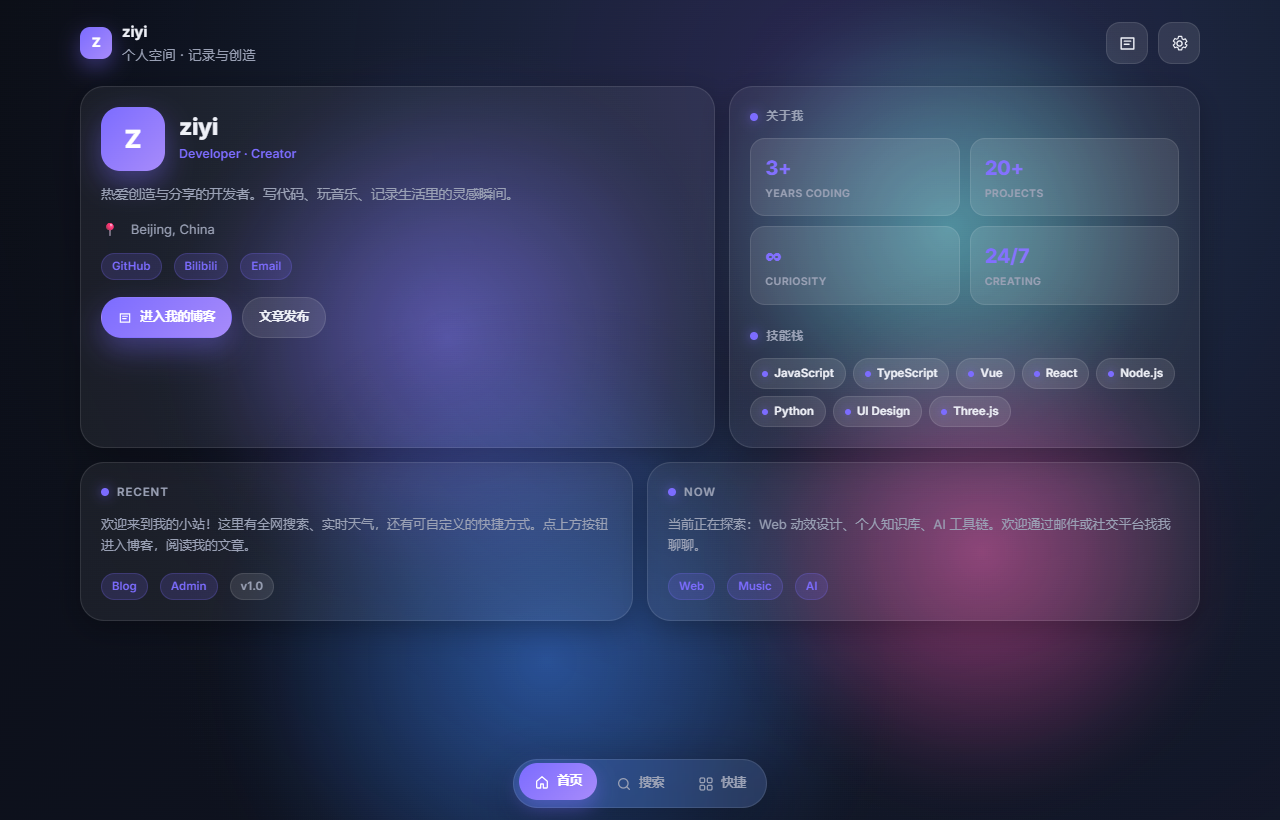 Z
ziyi
个人空间 · 记录与创造
Z
ziyi
Developer · Creator
热爱创造与分享的开发者。写代码、玩音乐、记录生活里的灵感瞬间。
Beijing, China
GitHub
Bilibili
Email
进入我的博客
文章发布
关于我
3+
YEARS CODING
20+
PROJECTS
∞
CURIOSITY
24/7
CREATING
技能栈
JavaScript
TypeScript
Vue
React
Node.js
Python
UI Design
Three.js
RECENT
欢迎来到我的小站！这里有全网搜索、实时天气，还有可自定义的快捷方式。点上方按钮
进入博客，阅读我的文章。
Blog
Admin
v1.0
NOW
当前正在探索：Web 动效设计、个人知识库、AI 工具链。欢迎通过邮件或社交平台找我
聊聊。
Web
Music
AI
首页
搜索
快捷